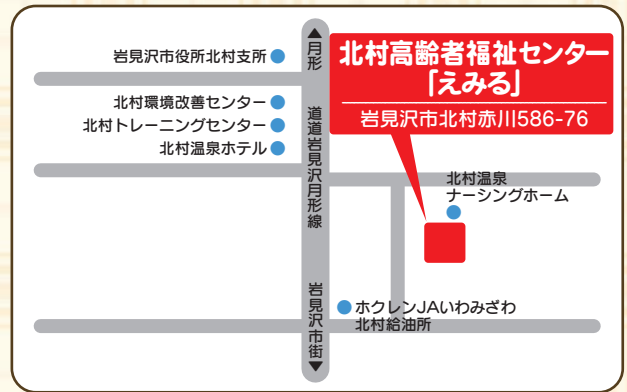 岩見沢市役所北村支所
北村環境改善センター
北村トレーニングセンター
北村温泉ホテル
▲月形
道道岩見沢月形線
岩見沢市街▼
北村高齢者福祉センター
「えみる」
岩見沢市北村赤川586-76
北村温泉
ナーシングホーム
ホクレンJAいわみざわ
北村給油所